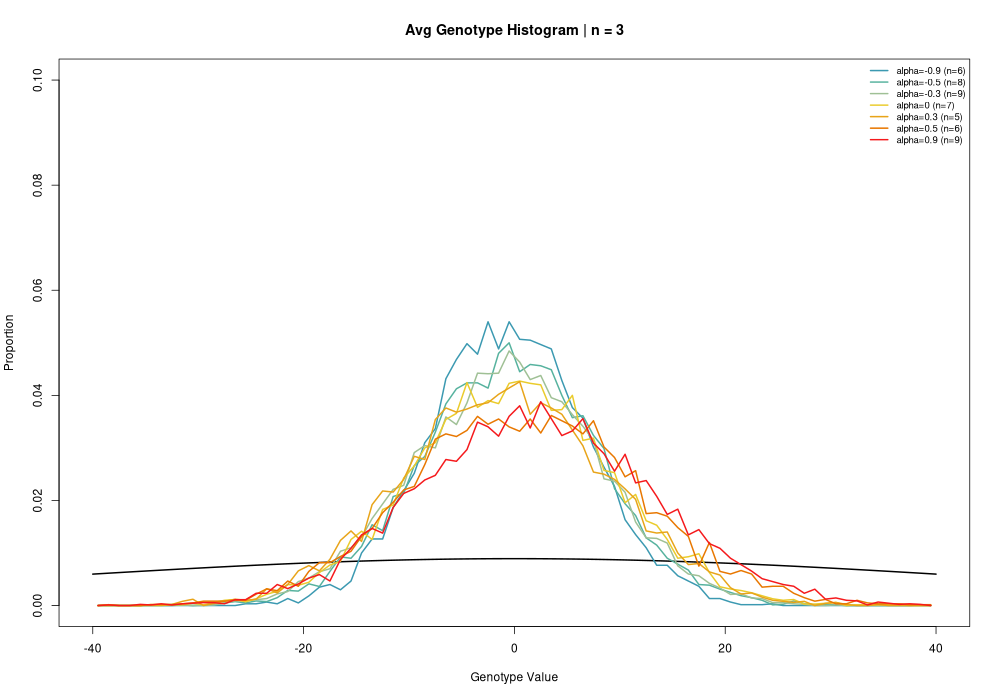 Avg Genotype Histogram | n = 3
alpha=-0.9 (n=6)
alpha=-0.5 (n=8)
alpha=-0.3 (n=9)
alpha=0 (n=7)
alpha=0.3 (n=5)
alpha=0.5 (n=6)
alpha=0.9 (n=9)
Proportion
0.10
0.08
0.06
0.04
0.02
0.00
-40 -20 0 20 40
Genotype Value